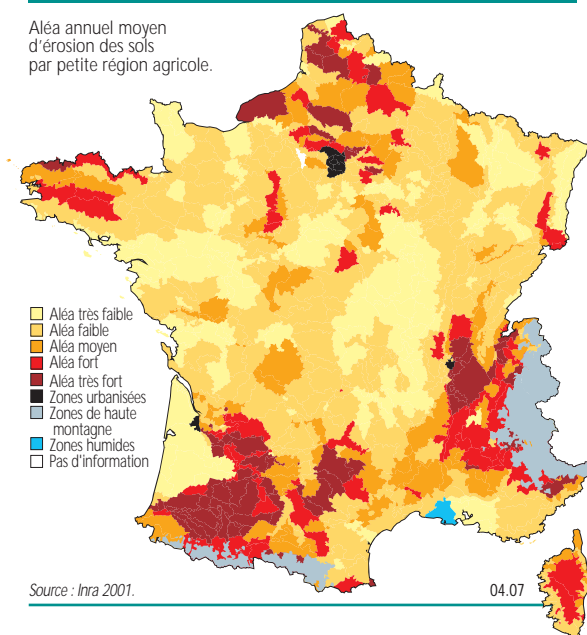 Aléa annuel moyen
d'érosion des sols
par petite région agricole.
Aléa très faible
Aléa faible
Aléa moyen
Aléa fort
Aléa très fort
Zones urbanisées
Zones de haute
montagne
Zones humides
Pas d'information
Source : Inra 2001.
04.07